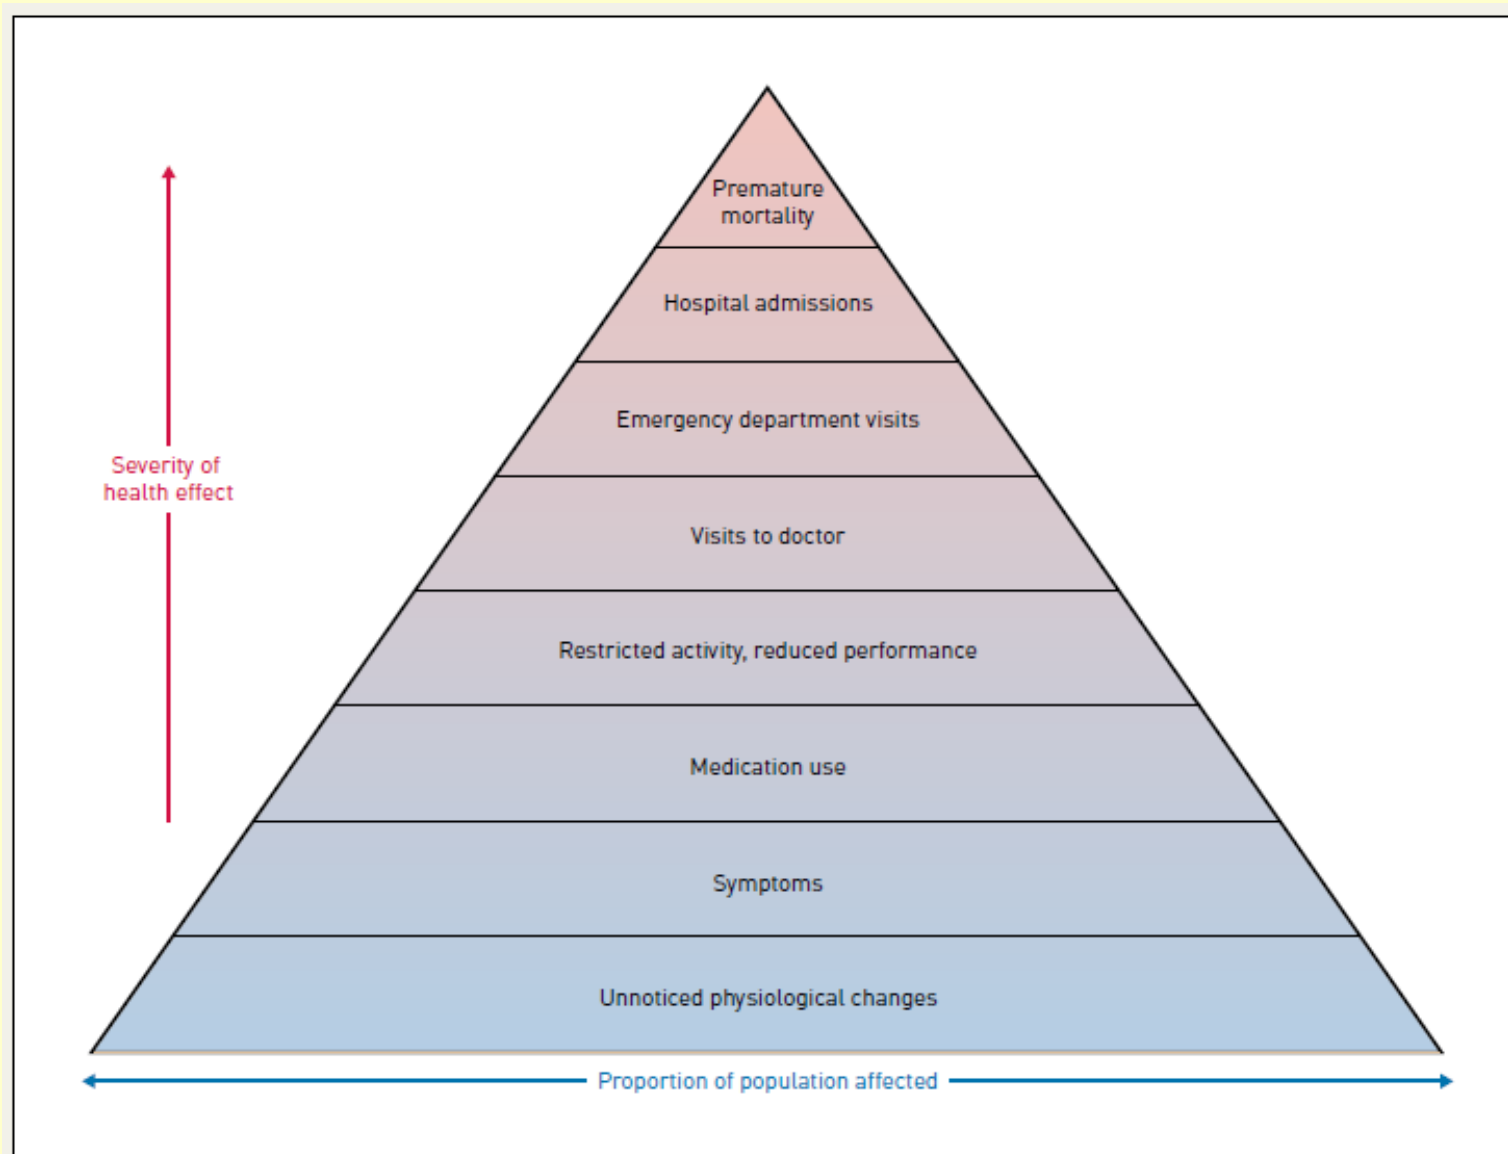 Premature
mortality
Hospital admissions
Emergency department visits
Severity of
health effect
Visits to doctor
Restricted activity, reduced performance
Medication use
Symptoms
Unnoticed physiological changes
Proportion of population affected